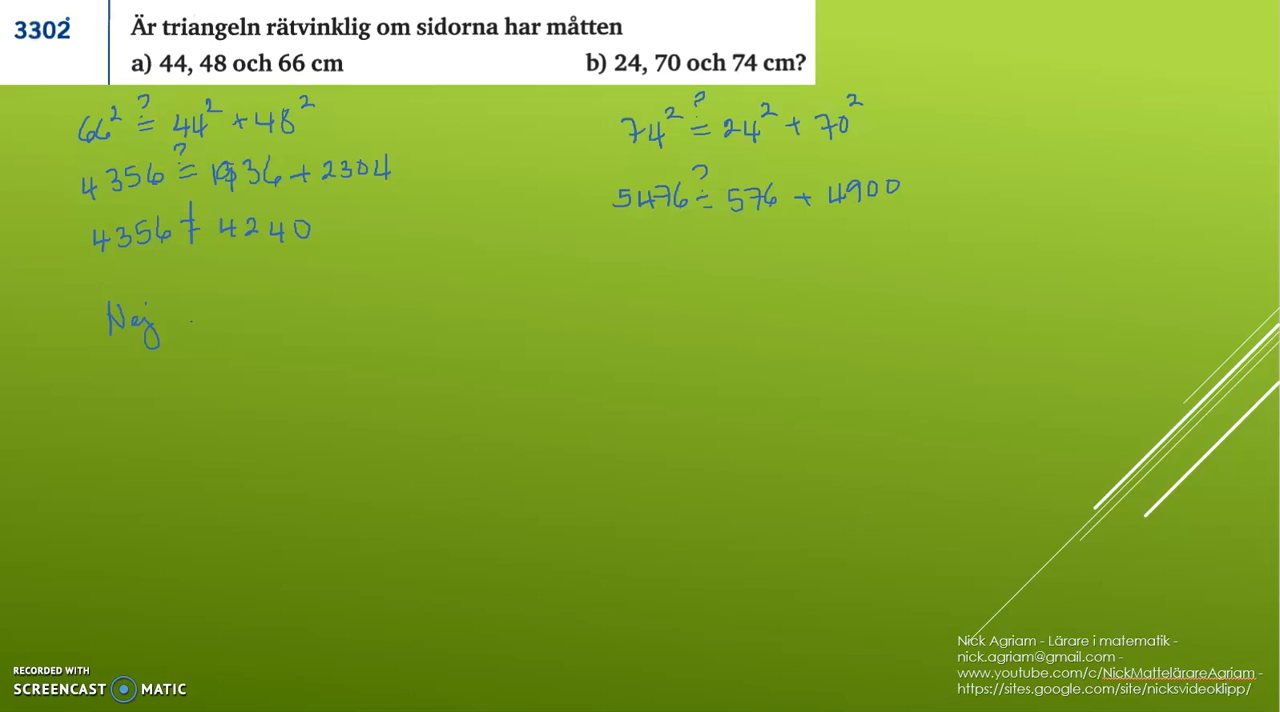 3302
Är triangeln rätvinklig om sidorna har måtten
a) 44, 48 och 66 cm
b) 24, 70 och 74 cm?
66² ?= 44² + 48²
4356 ?= 1936 + 2304
4356 ≠ 4240
Nej
74² ?= 24² + 70²
5476 ?= 576 + 4900
Nick Agriam - Lärare i matematik -
nick.agriam@gmail.com -
www.youtube.com/c/NickMattelärareAgriam -
https://sites.google.com/site/nicksvideoklipp/
RECORDED WITH
SCREENCAST MATIC